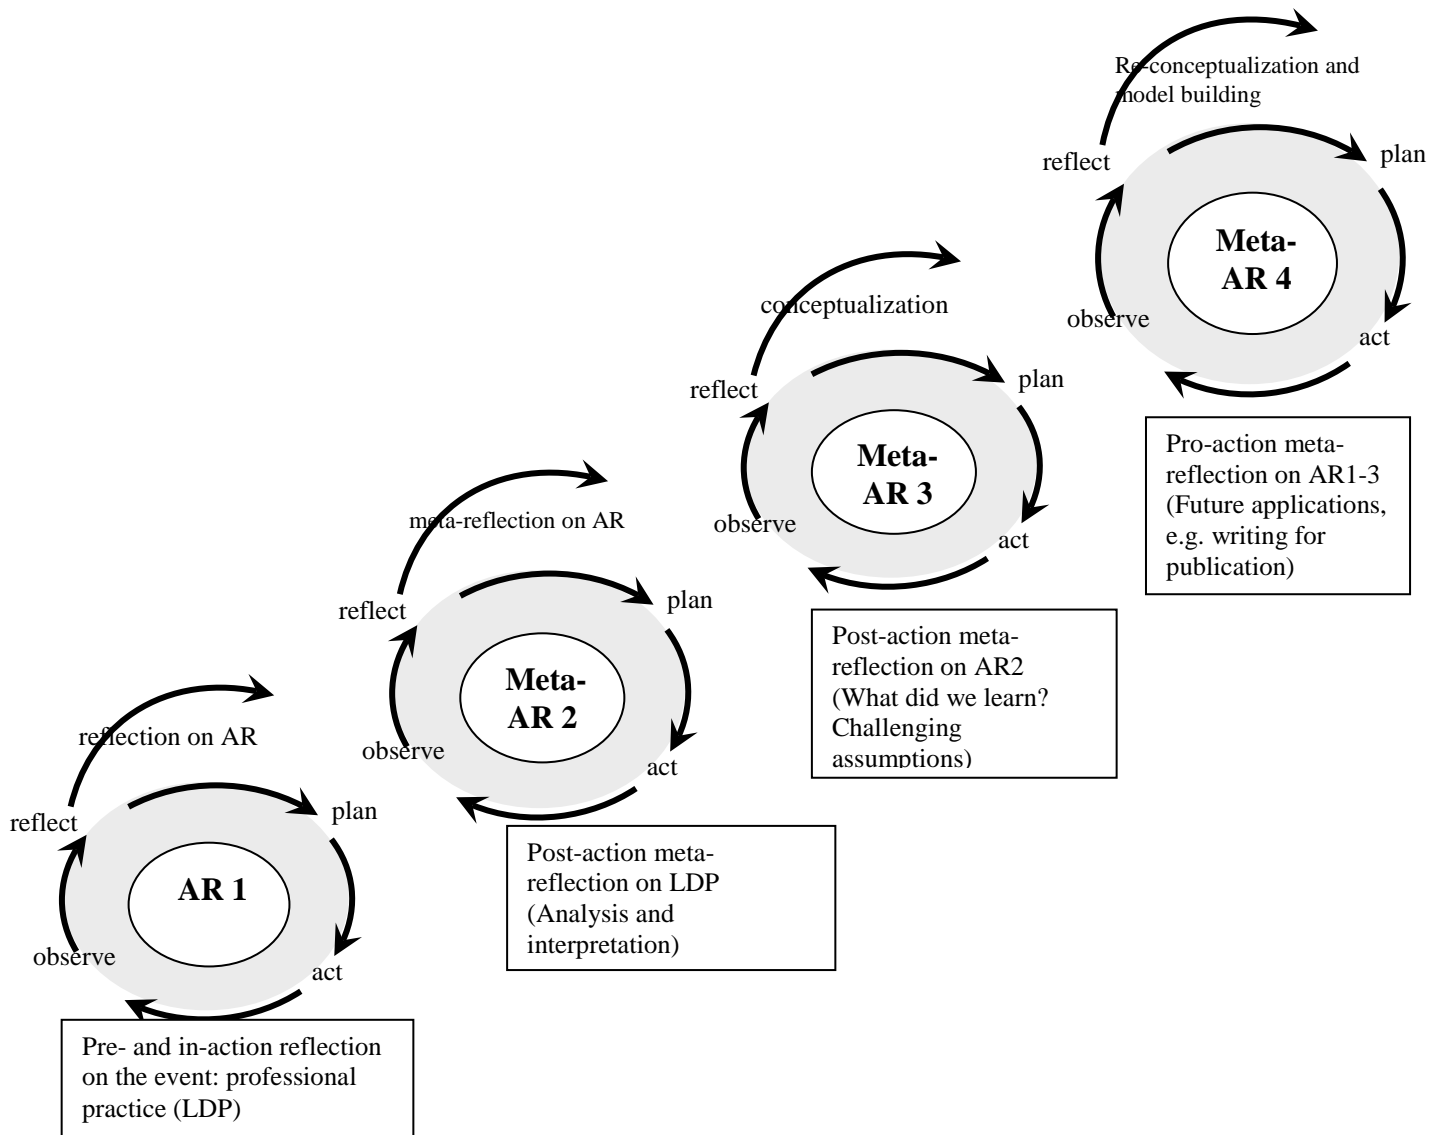 Re-conceptualization and
model building
reflect
plan
Meta-
AR 4
observe
act
Pro-action meta-
reflection on AR1-3
(Future applications,
e.g. writing for
publication)
conceptualization
reflect
plan
Meta-
AR 3
observe
act
Post-action meta-
reflection on AR2
(What did we learn?
Challenging
assumptions)
meta-reflection on AR
reflect
plan
Meta-
AR 2
observe
act
Post-action meta-
reflection on LDP
(Analysis and
interpretation)
reflection on AR
reflect
plan
AR 1
observe
act
Pre- and in-action reflection
on the event: professional
practice (LDP)